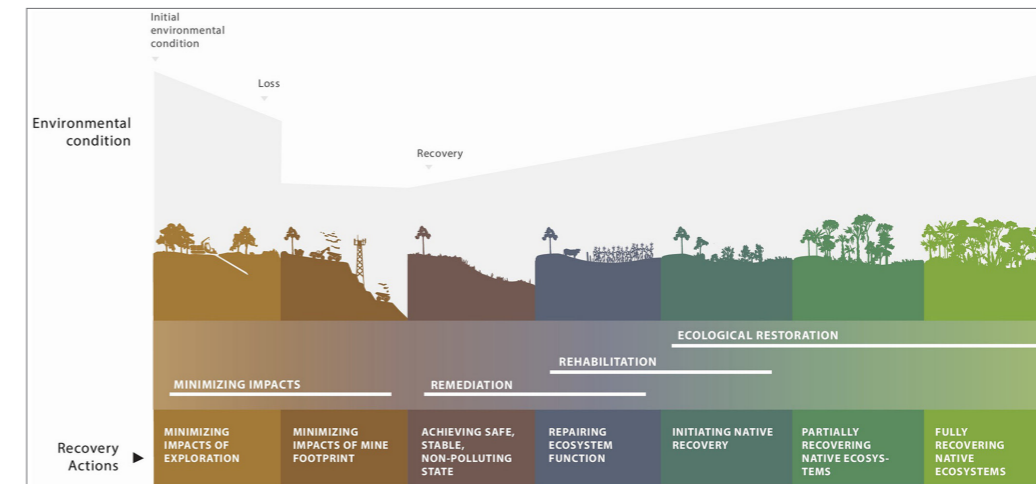 Initial
environmental
condition
Loss
Environmental
condition
Recovery
ECOLOGICAL RESTORATION
REHABILITATION
MINIMIZING IMPACTS
REMEDIATION
Recovery
Actions
MINIMIZING
IMPACTS OF
EXPLORATION
MINIMIZING
IMPACTS OF MINE
FOOTPRINT
ACHIEVING SAFE,
STABLE,
NON-POLLUTING
STATE
REPAIRING
ECOSYSTEM
FUNCTION
INITIATING NATIVE
RECOVERY
PARTIALLY
RECOVERING
NATIVE ECOSYS-
TEMS
FULLY
RECOVERING
NATIVE
ECOSYSTEMS